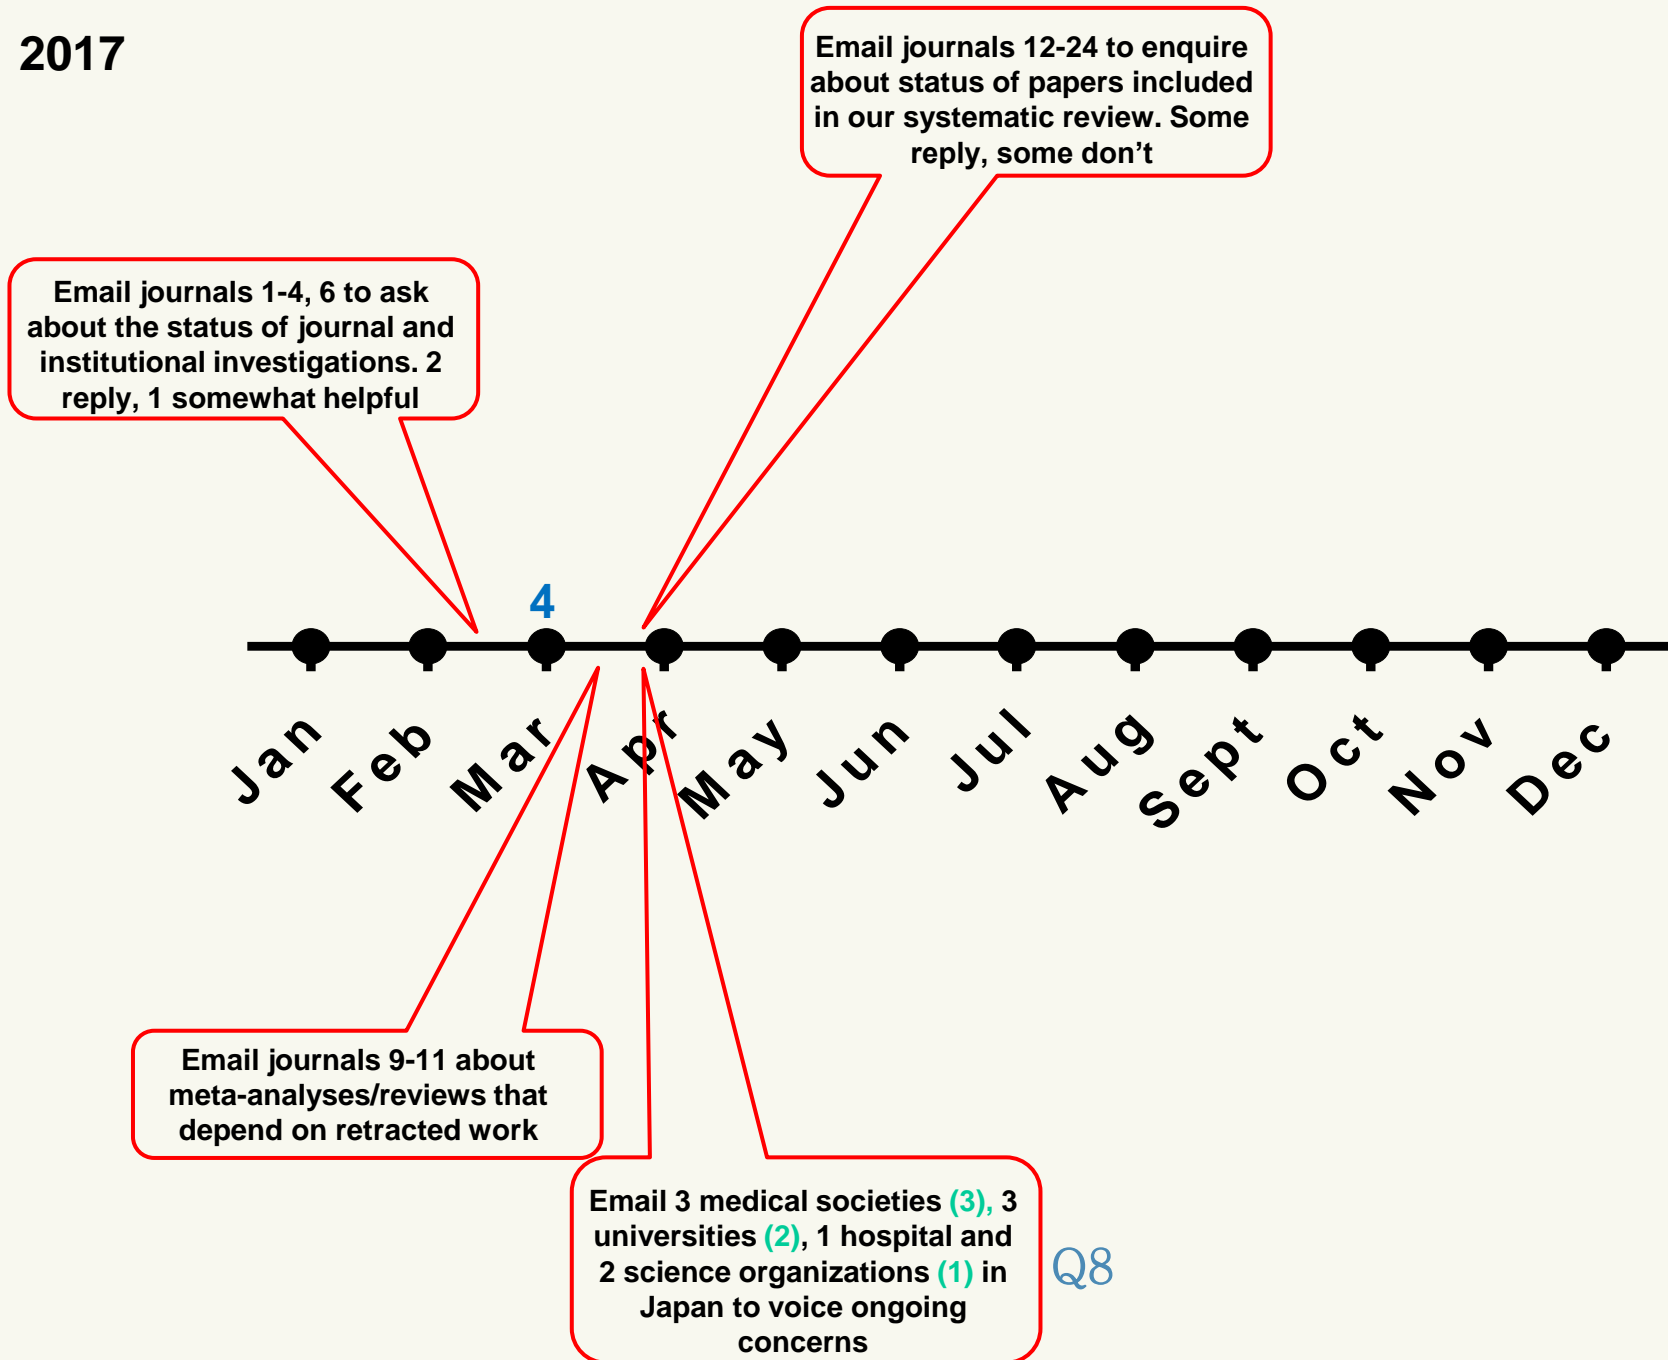 2017
Email journals 12-24 to enquire
about status of papers included
in our systematic review. Some
reply, some don’t
Email journals 1-4, 6 to ask
about the status of journal and
institutional investigations. 2
reply, 1 somewhat helpful
4
Jan
Feb
Mar
Apr
May
Jun
Jul
Aug
Sept
Oct
Nov
Dec
Email journals 9-11 about
meta-analyses/reviews that
depend on retracted work
Email 3 medical societies (3), 3
universities (2), 1 hospital and
2 science organizations (1) in
Japan to voice ongoing
concerns
Q8